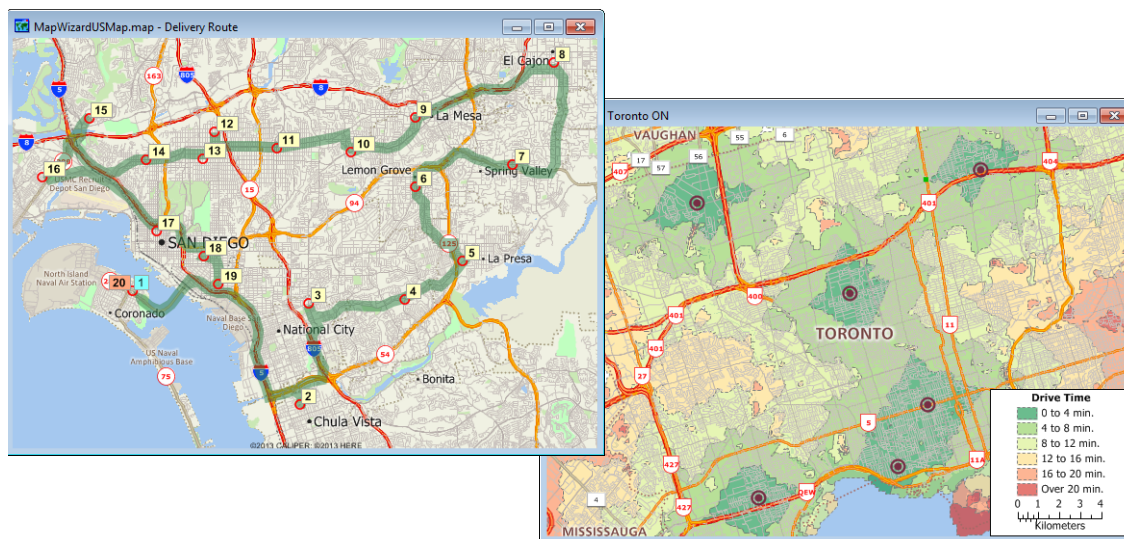 MapWizardUSMap.map - Delivery Route
163
5
805
8
El Cajon
8
15
12
9
La Mesa
8
14
13
11
10
16
USMC Recruit
Depot San Diego
Lemon Grove
7
Spring Valley
15
6
94
17
SAN DIEGO
125
18
5
La Presa
North Island
Naval Air Station
20
1
19
3
4
Coronado
Naval Base San
Diego
National City
US Naval
Amphibious Base
805
54
75
5
Bonita
2
Chula Vista
©2013 CALIPER; ©2013 HERE
Toronto ON
VAUGHAN
55
6
17
56
57
407
404
401
400
401
TORONTO
11
401
27
5
427
11A
QEW
4
427
MISSISSAUGA
Drive Time
0 to 4 min.
4 to 8 min.
8 to 12 min.
12 to 16 min.
16 to 20 min.
Over 20 min.
0 1 2 3 4
Kilometers